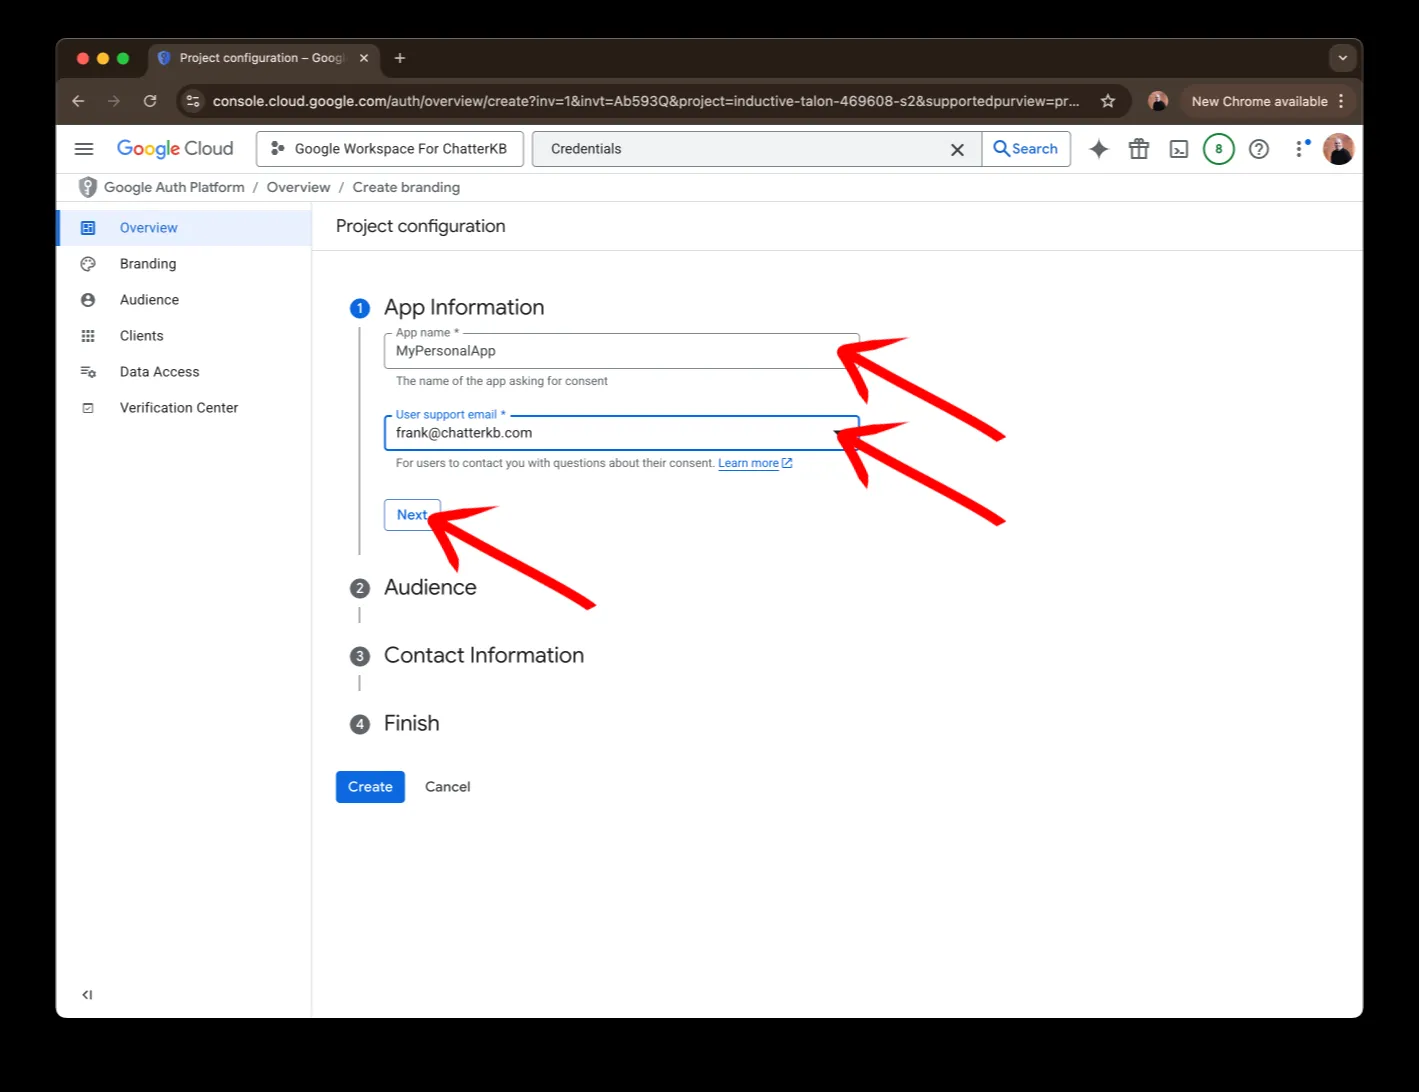 Project configuration – Goog
console.cloud.google.com/auth/overview/create?inv=1&invt=Ab593Q&project=inductive-talon-469608-s2&supportedpurview=pr...
New Chrome available
Google Cloud
Google Workspace For ChatterKB
Credentials
Search
8
Google Auth Platform / Overview / Create branding
Overview
Branding
Audience
Clients
Data Access
Verification Center
Project configuration
1 App Information
App name *
MyPersonalApp
The name of the app asking for consent
User support email *
frank@chatterkb.com
For users to contact you with questions about their consent. Learn more
Next
2 Audience
3 Contact Information
4 Finish
Create Cancel